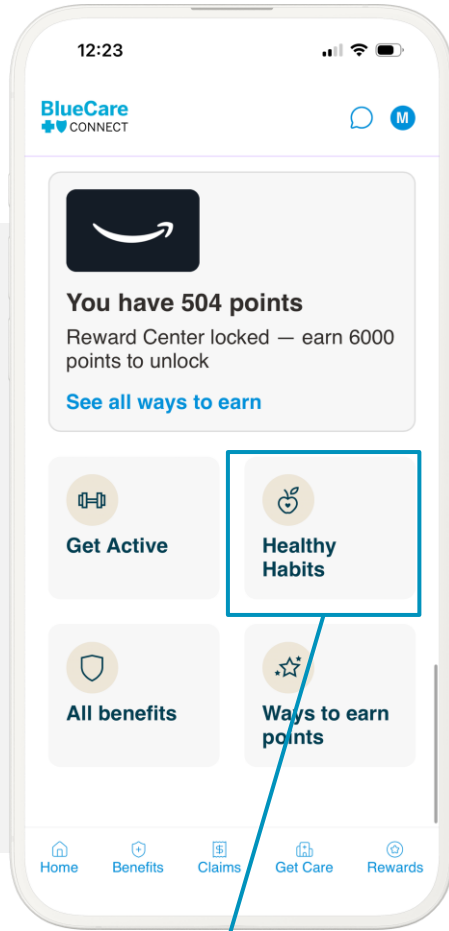 12:23
BlueCare
CONNECT
M
You have 504 points
Reward Center locked — earn 6000
points to unlock
See all ways to earn
Get Active
Healthy
Habits
All benefits
Ways to earn
points
Home
Benefits
Claims
Get Care
Rewards